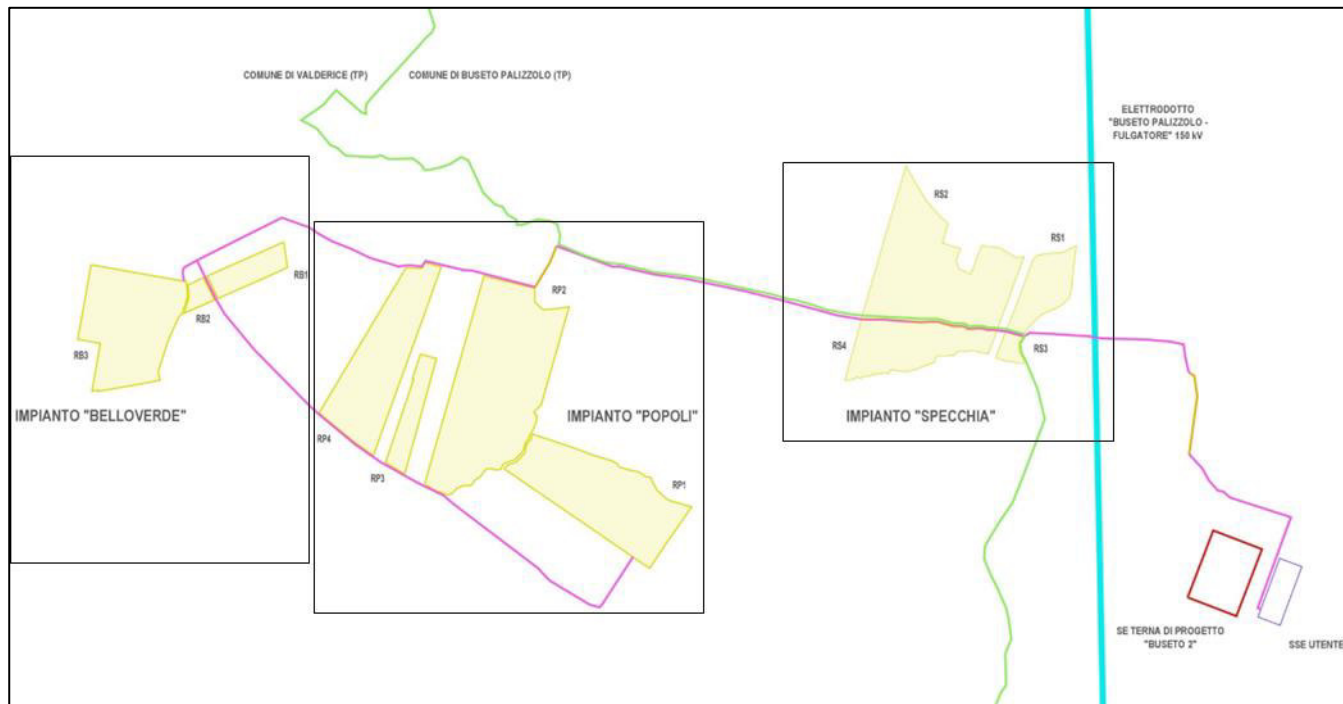 COMUNE DI VALDERICE (TP)
COMUNE DI BUSETO PALIZZOLO (TP)
ELETTRODOTTO
"BUSETO PALIZZOLO -
FULGATORE" 150 kV
RS2
RS1
RB1
RP2
RB2
RS4
RS3
RB3
IMPIANTO "BELLOVERDE"
IMPIANTO "POPOLI"
IMPIANTO "SPECCHIA"
RP4
RP3
RP1
SE TERNA DI PROGETTO
"BUSETO 2"
SSE UTENTE